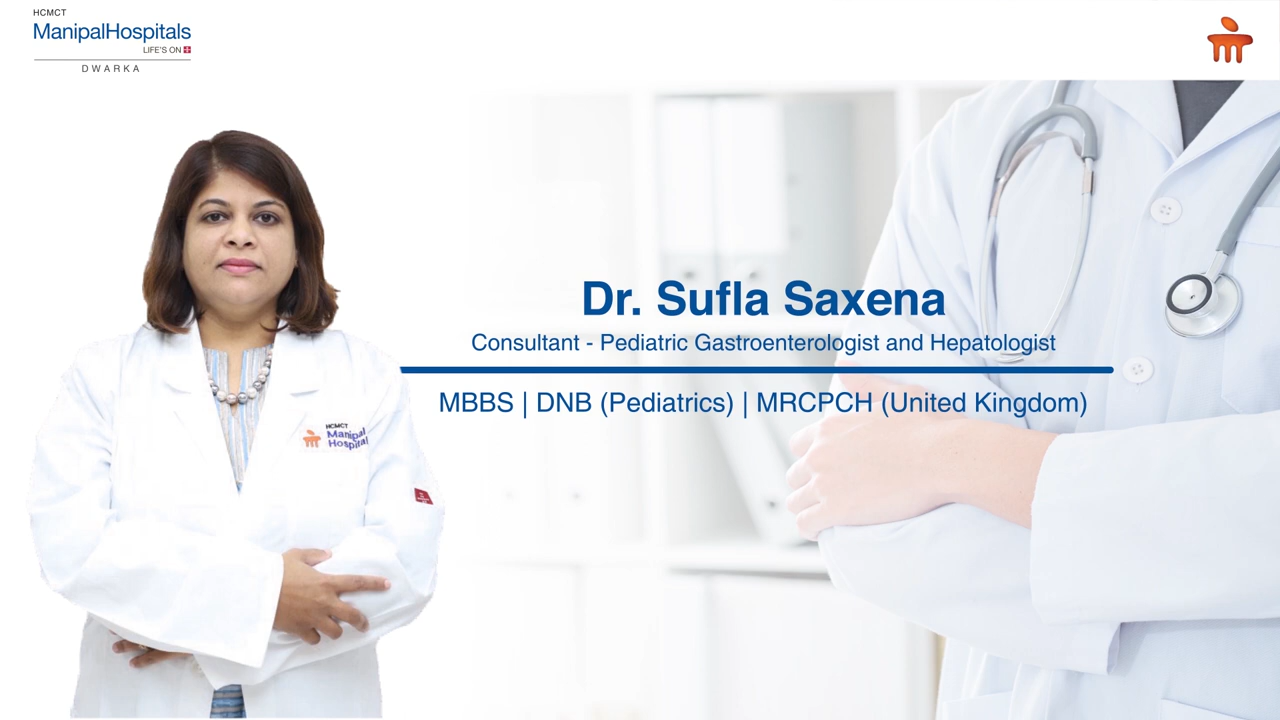 HCMCT
ManipalHospitals
LIFE'S ON
DWARKA
Dr. Sufla Saxena
Consultant - Pediatric Gastroenterologist and Hepatologist
MBBS | DNB (Pediatrics) | MRCPCH (United Kingdom)
HCMCT
Manipal
Hospital